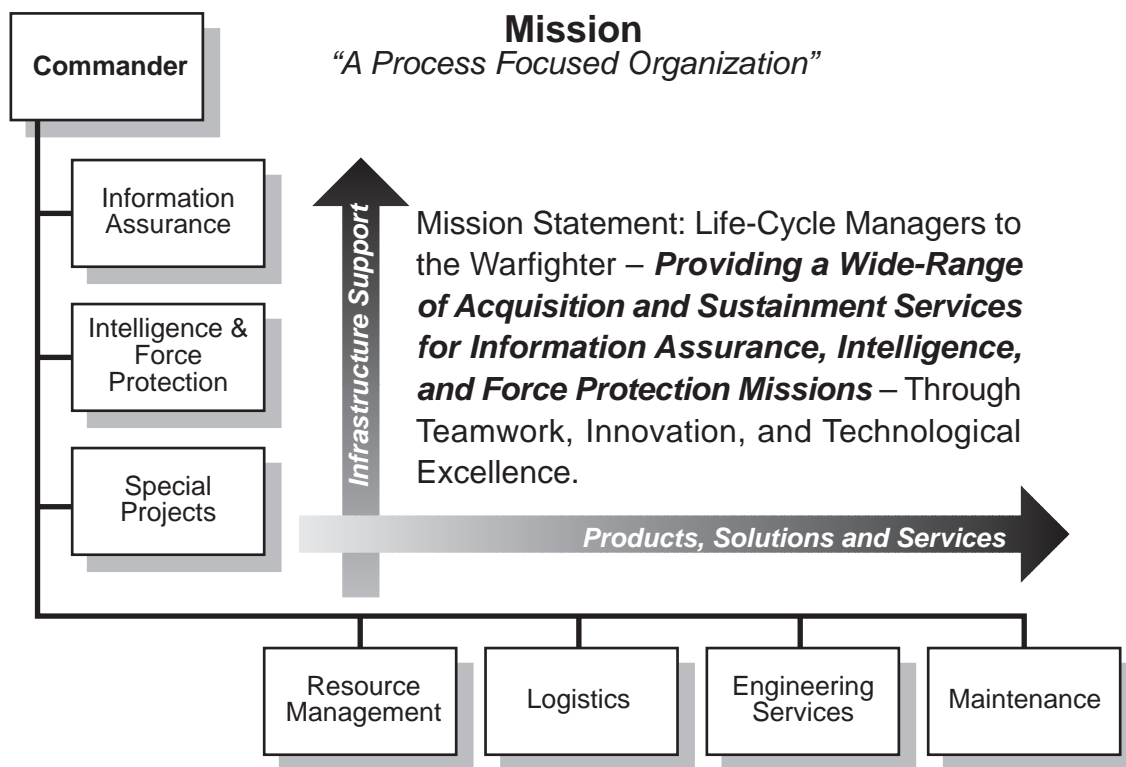 Mission
“A Process Focused Organization”
Commander
Information
Assurance
Intelligence &
Force
Protection
Special
Projects
Infrastructure Support
Mission Statement: Life-Cycle Managers to
the Warfighter – Providing a Wide-Range
of Acquisition and Sustainment Services
for Information Assurance, Intelligence,
and Force Protection Missions – Through
Teamwork, Innovation, and Technological
Excellence.
Products, Solutions and Services
Resource
Management
Logistics
Engineering
Services
Maintenance